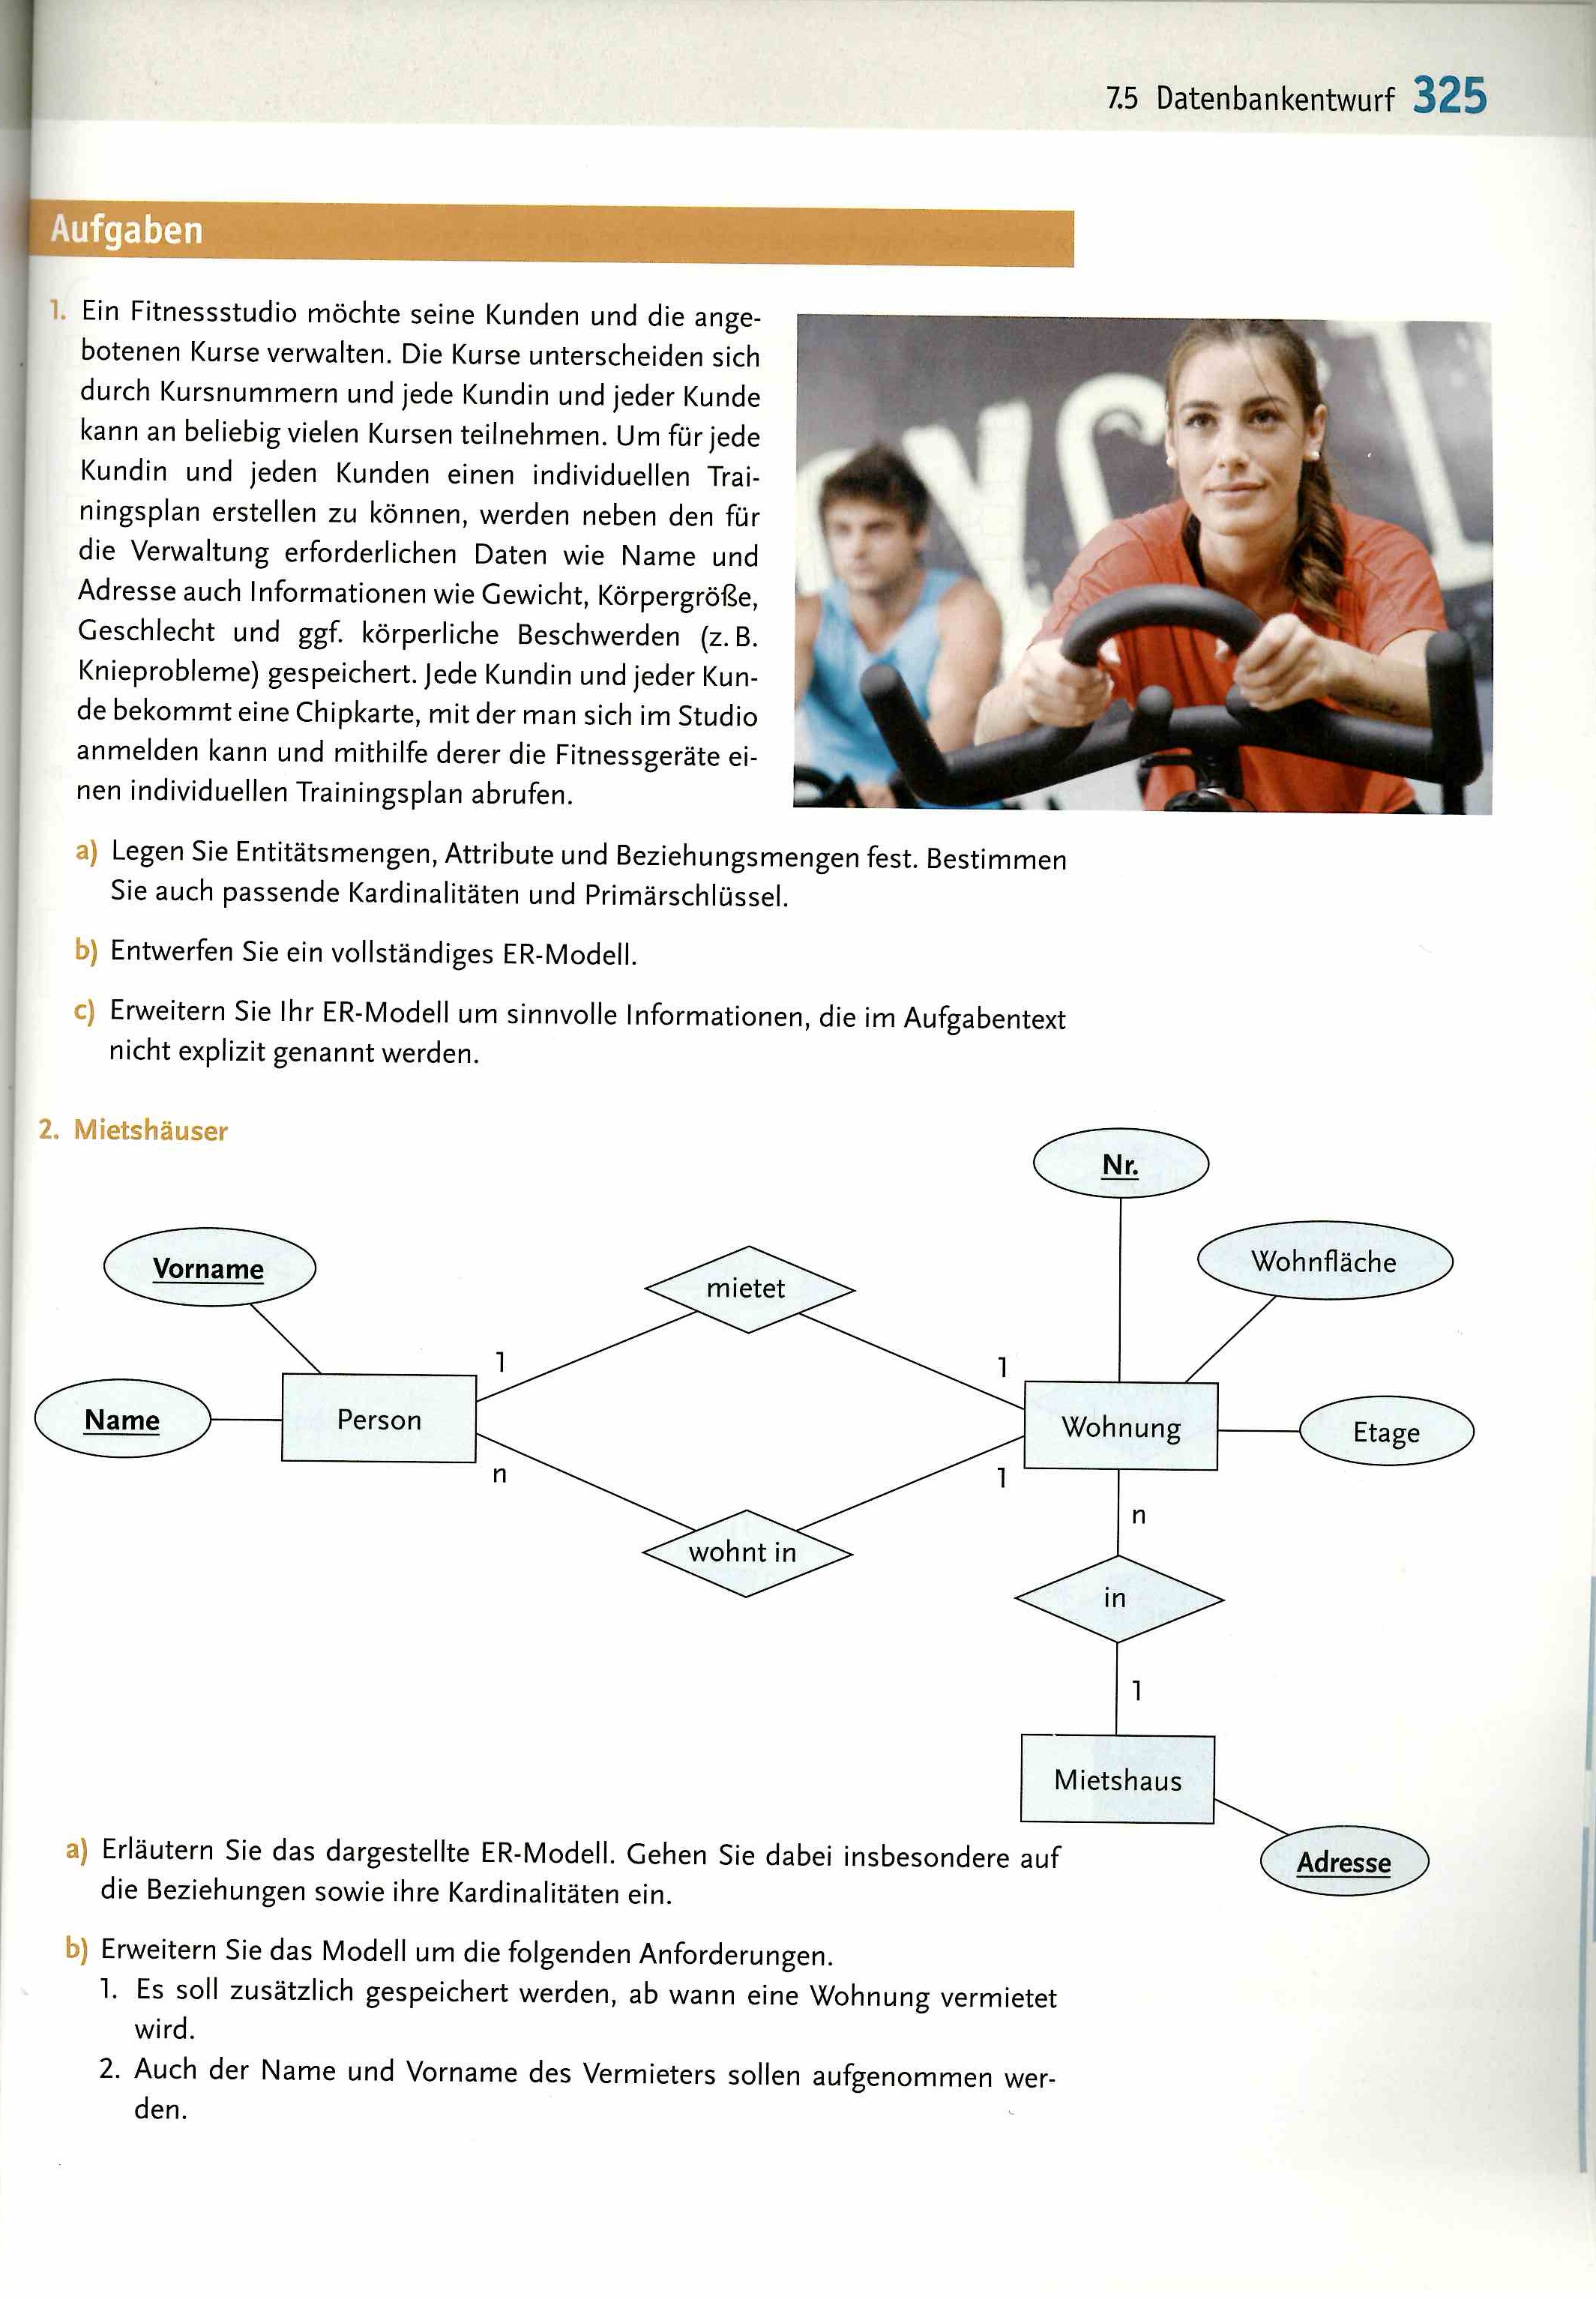 7.5 Datenbankentwurf 325
Aufgaben
1. Ein Fitnessstudio möchte seine Kunden und die ange-
botenen Kurse verwalten. Die Kurse unterscheiden sich
durch Kursnummern und jede Kundin und jeder Kunde
kann an beliebig vielen Kursen teilnehmen. Um für jede
Kundin und jeden Kunden einen individuellen Trai-
ningsplan erstellen zu können, werden neben den für
die Verwaltung erforderlichen Daten wie Name und
Adresse auch Informationen wie Gewicht, Körpergröße,
Geschlecht und ggf. körperliche Beschwerden (z. B.
Knieprobleme) gespeichert. Jede Kundin und jeder Kun-
de bekommt eine Chipkarte, mit der man sich im Studio
anmelden kann und mithilfe derer die Fitnessgeräte ei-
nen individuellen Trainingsplan abrufen.
a) Legen Sie Entitätsmengen, Attribute und Beziehungsmengen fest. Bestimmen
Sie auch passende Kardinalitäten und Primärschlüssel.
b) Entwerfen Sie ein vollständiges ER-Modell.
c) Erweitern Sie Ihr ER-Modell um sinnvolle Informationen, die im Aufgabentext
nicht explizit genannt werden.
2. Mietshäuser
Nr.
Vorname
mietet
Wohnfläche
1
1
Name
Person
Wohnung
Etage
n
1
n
wohnt in
in
1
Mietshaus
Adresse
a) Erläutern Sie das dargestellte ER-Modell. Gehen Sie dabei insbesondere auf
die Beziehungen sowie ihre Kardinalitäten ein.
b) Erweitern Sie das Modell um die folgenden Anforderungen.
1. Es soll zusätzlich gespeichert werden, ab wann eine Wohnung vermietet
wird.
2. Auch der Name und Vorname des Vermieters sollen aufgenommen wer-
den.